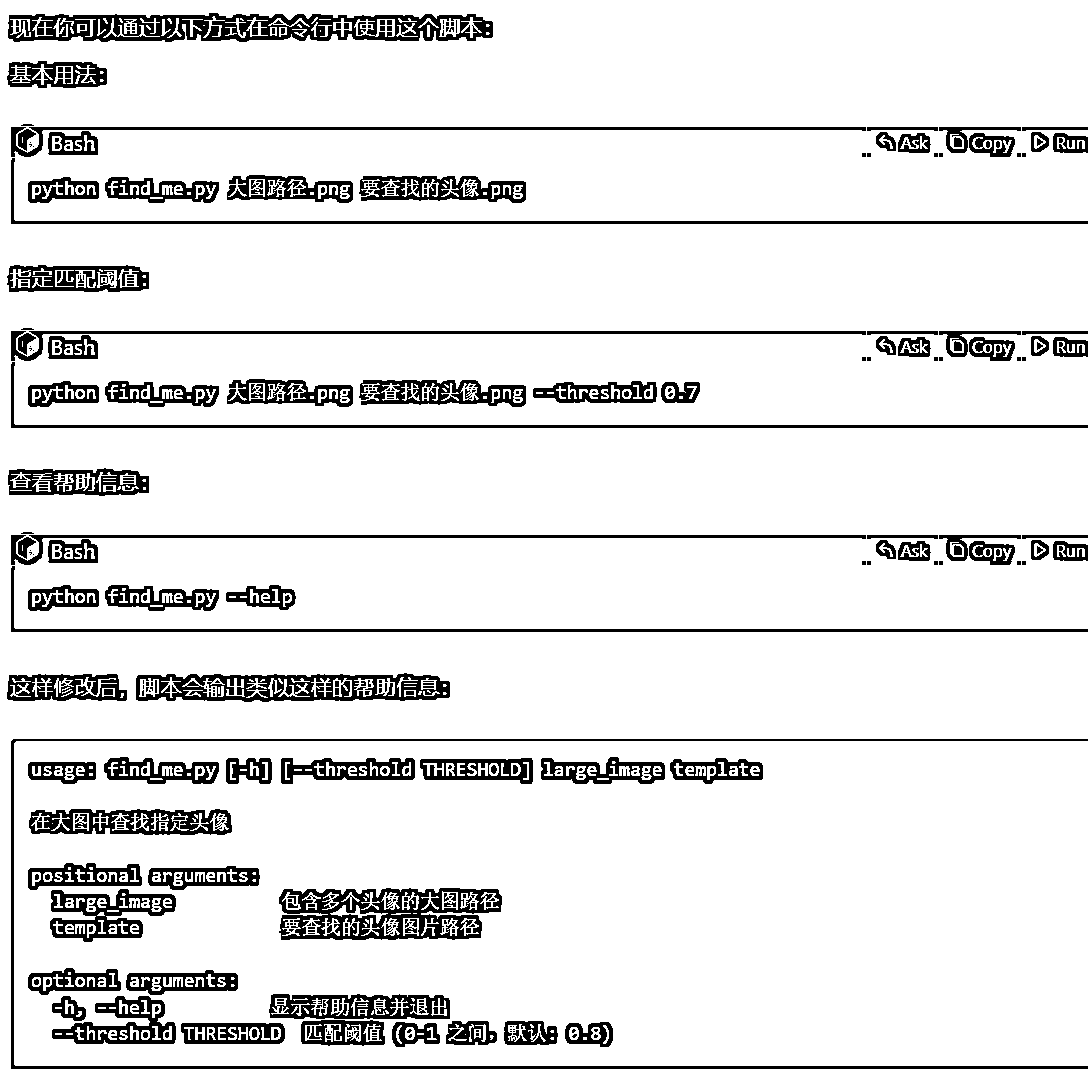 现在你可以通过以下方式在命令行中使用这个脚本:
基本用法:
Bash Ask Copy Run
python find_me.py 大图路径.png 要查找的头像.png
指定匹配阈值:
Bash Ask Copy Run
python find_me.py 大图路径.png 要查找的头像.png --threshold 0.7
查看帮助信息:
Bash Ask Copy Run
python find_me.py --help
这样修改后，脚本会输出类似这样的帮助信息:
usage: find_me.py [-h] [--threshold THRESHOLD] large_image template
在大图中查找指定头像
positional arguments:
large_image 包含多个头像的大图路径
template 要查找的头像图片路径
optional arguments:
-h, --help 显示帮助信息并退出
--threshold THRESHOLD 匹配阈值 (0-1 之间，默认: 0.8)